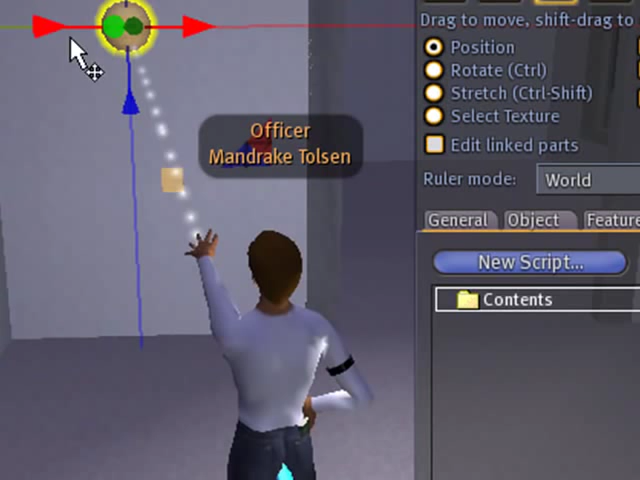 Drag to move, shift-drag to
Position
Rotate (Ctrl)
Stretch (Ctrl-Shift)
Select Texture
Edit linked parts
Officer
Mandrake Tolsen
Ruler mode: World
General Object Feature
New Script...
Contents